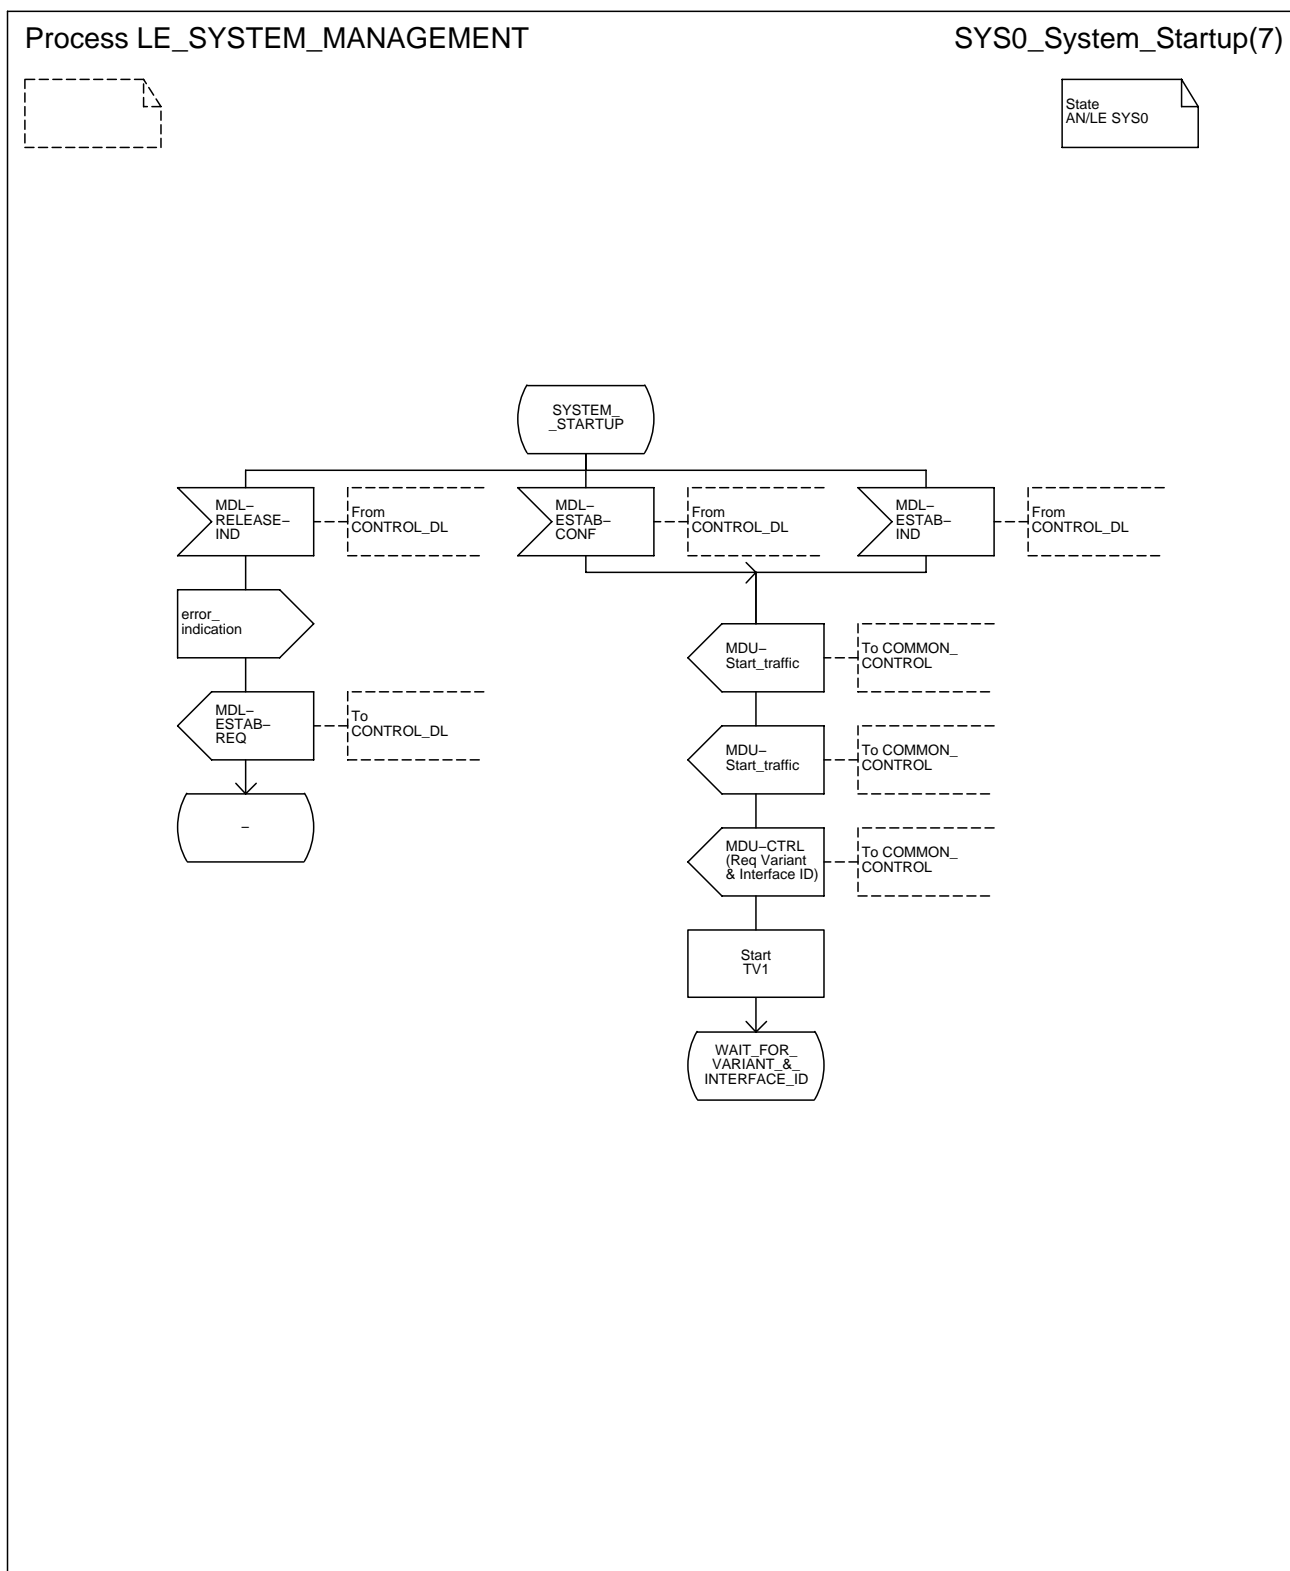 Process LE_SYSTEM_MANAGEMENT
SYS0_System_Startup(7)
State
AN/LE SYS0
SYSTEM_
_STARTUP
MDL–
RELEASE–
IND
From
CONTROL_DL
MDL–
ESTAB–
CONF
From
CONTROL_DL
MDL–
ESTAB–
IND
From
CONTROL_DL
error_
indication
MDU–
Start_traffic
To COMMON_
CONTROL
MDL–
ESTAB–
REQ
To
CONTROL_DL
MDU–
Start_traffic
To COMMON_
CONTROL
–
MDU–CTRL
(Req Variant
& Interface ID)
To COMMON_
CONTROL
Start
TV1
WAIT_FOR_
VARIANT_&_
INTERFACE_ID